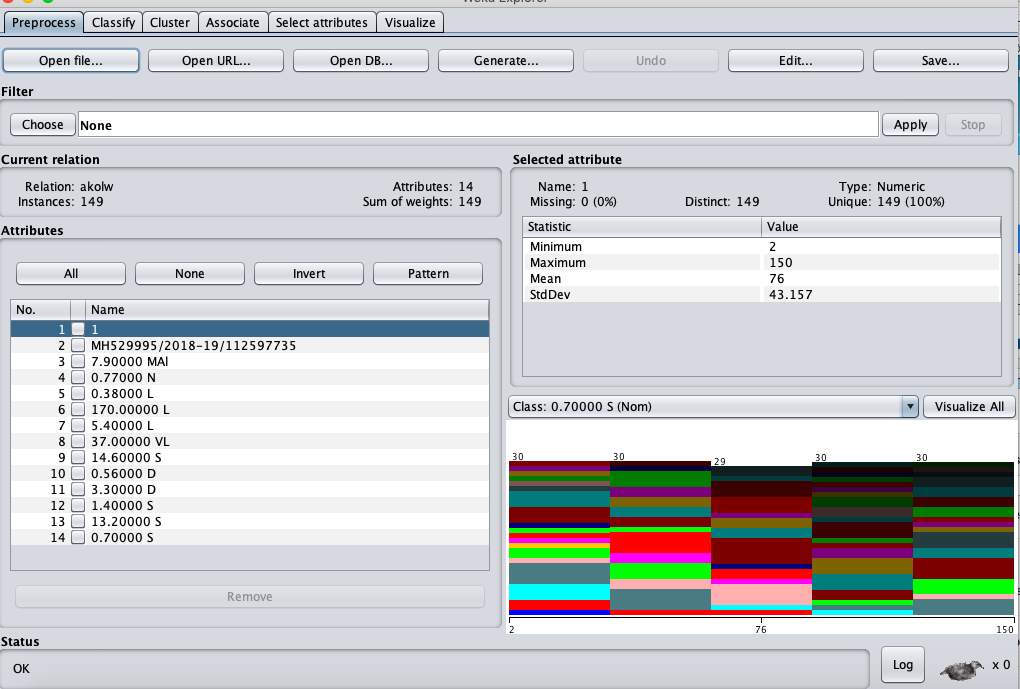 Weka Explorer
Preprocess Classify Cluster Associate Select attributes Visualize
Open file... Open URL... Open DB... Generate... Undo Edit... Save...
Filter
Choose None Apply Stop
Current relation
Relation: akolw Attributes: 14
Instances: 149 Sum of weights: 149
Attributes
All None Invert Pattern
No. Name
1 1
2 MH529995/2018-19/112597735
3 7.90000 MAI
4 0.77000 N
5 0.38000 L
6 170.00000 L
7 5.40000 L
8 37.00000 VL
9 14.60000 S
10 0.56000 D
11 3.30000 D
12 1.40000 S
13 13.20000 S
14 0.70000 S
Remove
Selected attribute
Name: 1 Type: Numeric
Missing: 0 (0%) Distinct: 149 Unique: 149 (100%)
Statistic Value
Minimum 2
Maximum 150
Mean 76
StdDev 43.157
Class: 0.70000 S (Nom) Visualize All
30 30 29 30 30
2 76 150
Status
OK Log x 0